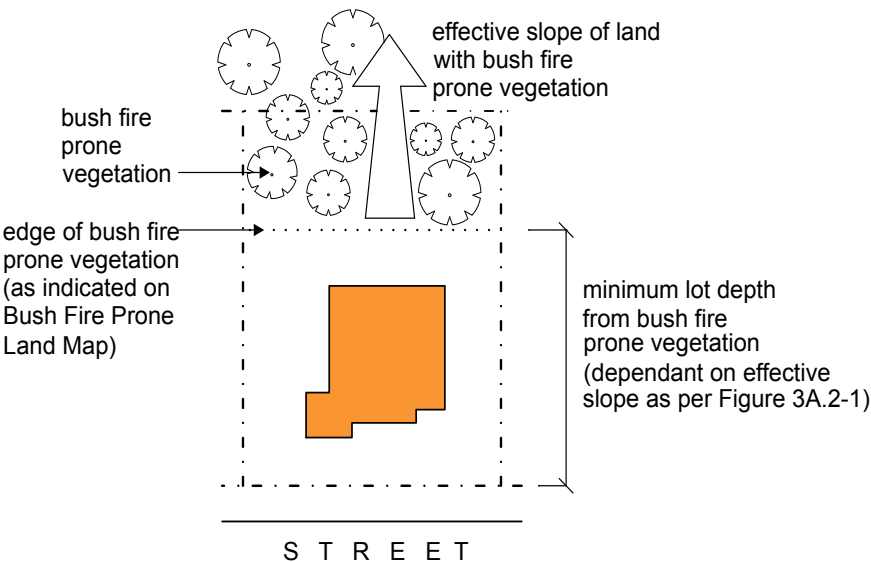 effective slope of land
with bush fire
prone vegetation
bush fire
prone
vegetation
edge of bush fire
prone vegetation
(as indicated on
Bush Fire Prone
Land Map)
minimum lot depth
from bush fire
prone vegetation
(dependant on effective
slope as per Figure 3A.2-1)
STREET